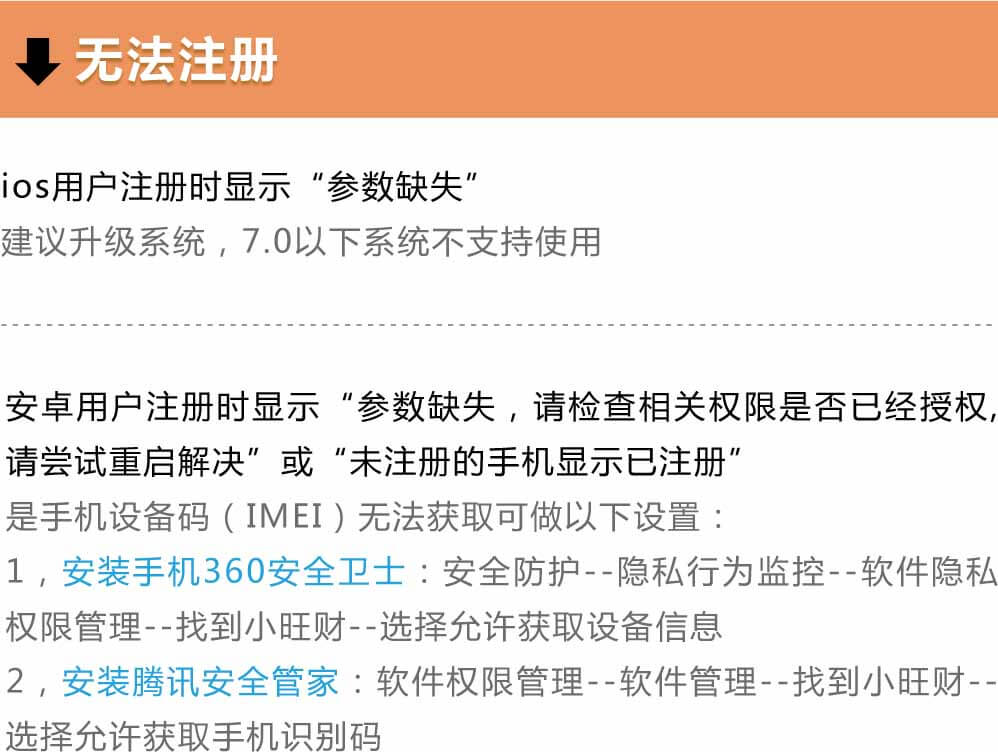 无法注册
ios用户注册时显示“参数缺失”
建议升级系统，7.0以下系统不支持使用
安卓用户注册时显示“参数缺失，请检查相关权限是否已经授权,
请尝试重启解决”或“未注册的手机显示已注册”
是手机设备码（IMEI）无法获取可做以下设置：
1，安装手机360安全卫士：安全防护--隐私行为监控--软件隐私
权限管理--找到小旺财--选择允许获取设备信息
2，安装腾讯安全管家：软件权限管理--软件管理--找到小旺财--
选择允许获取手机识别码